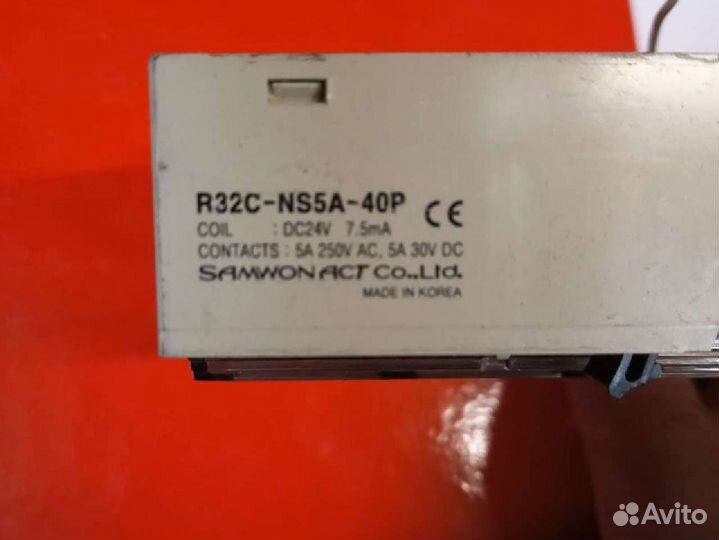 R32C-NS5A-40P CE
COIL : DC24V 7.5mA
CONTACTS : 5A 250V AC, 5A 30V DC
SAMWON ACT Co.,Ltd.
MADE IN KOREA
Avito